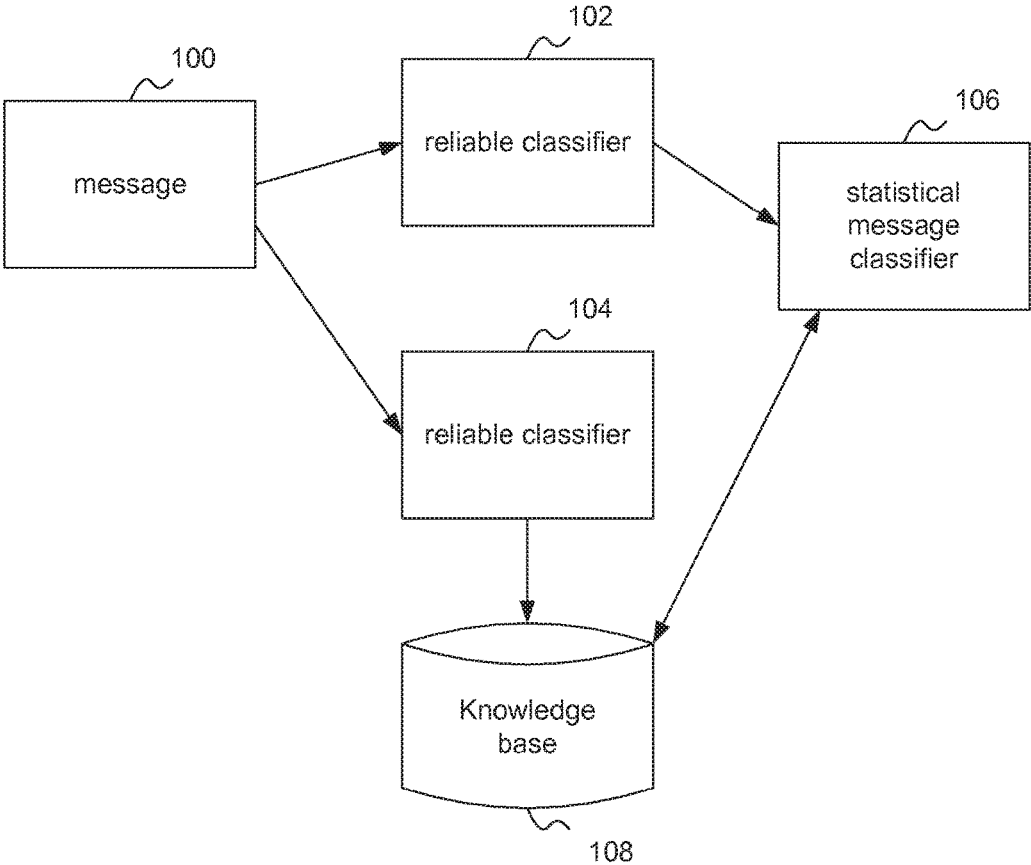 100
message
102
reliable classifier
106
statistical
message
classifier
104
reliable classifier
Knowledge
base
108